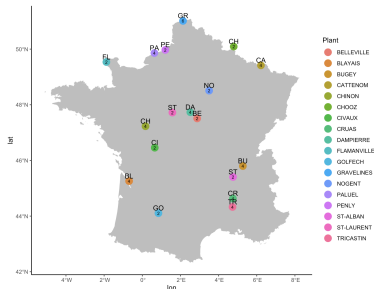 GR
CH
PE
PA
FL
CA
NO
ST
DA
BE
CH
CI
BU
ST
BL
CR
TR
GO
50°N
48°N
46°N
44°N
42°N
4°W
2°W
0°
2°E
4°E
6°E
8°E
lat
lon
Plant
BELLEVILLE
BLAYAIS
BUGEY
CATTENOM
CHINON
CHOOZ
CIVAUX
CRUAS
DAMPIERRE
FLAMANVILLE
GOLFECH
GRAVELINES
NOGENT
PALUEL
PENLY
ST-ALBAN
ST-LAURENT
TRICASTIN